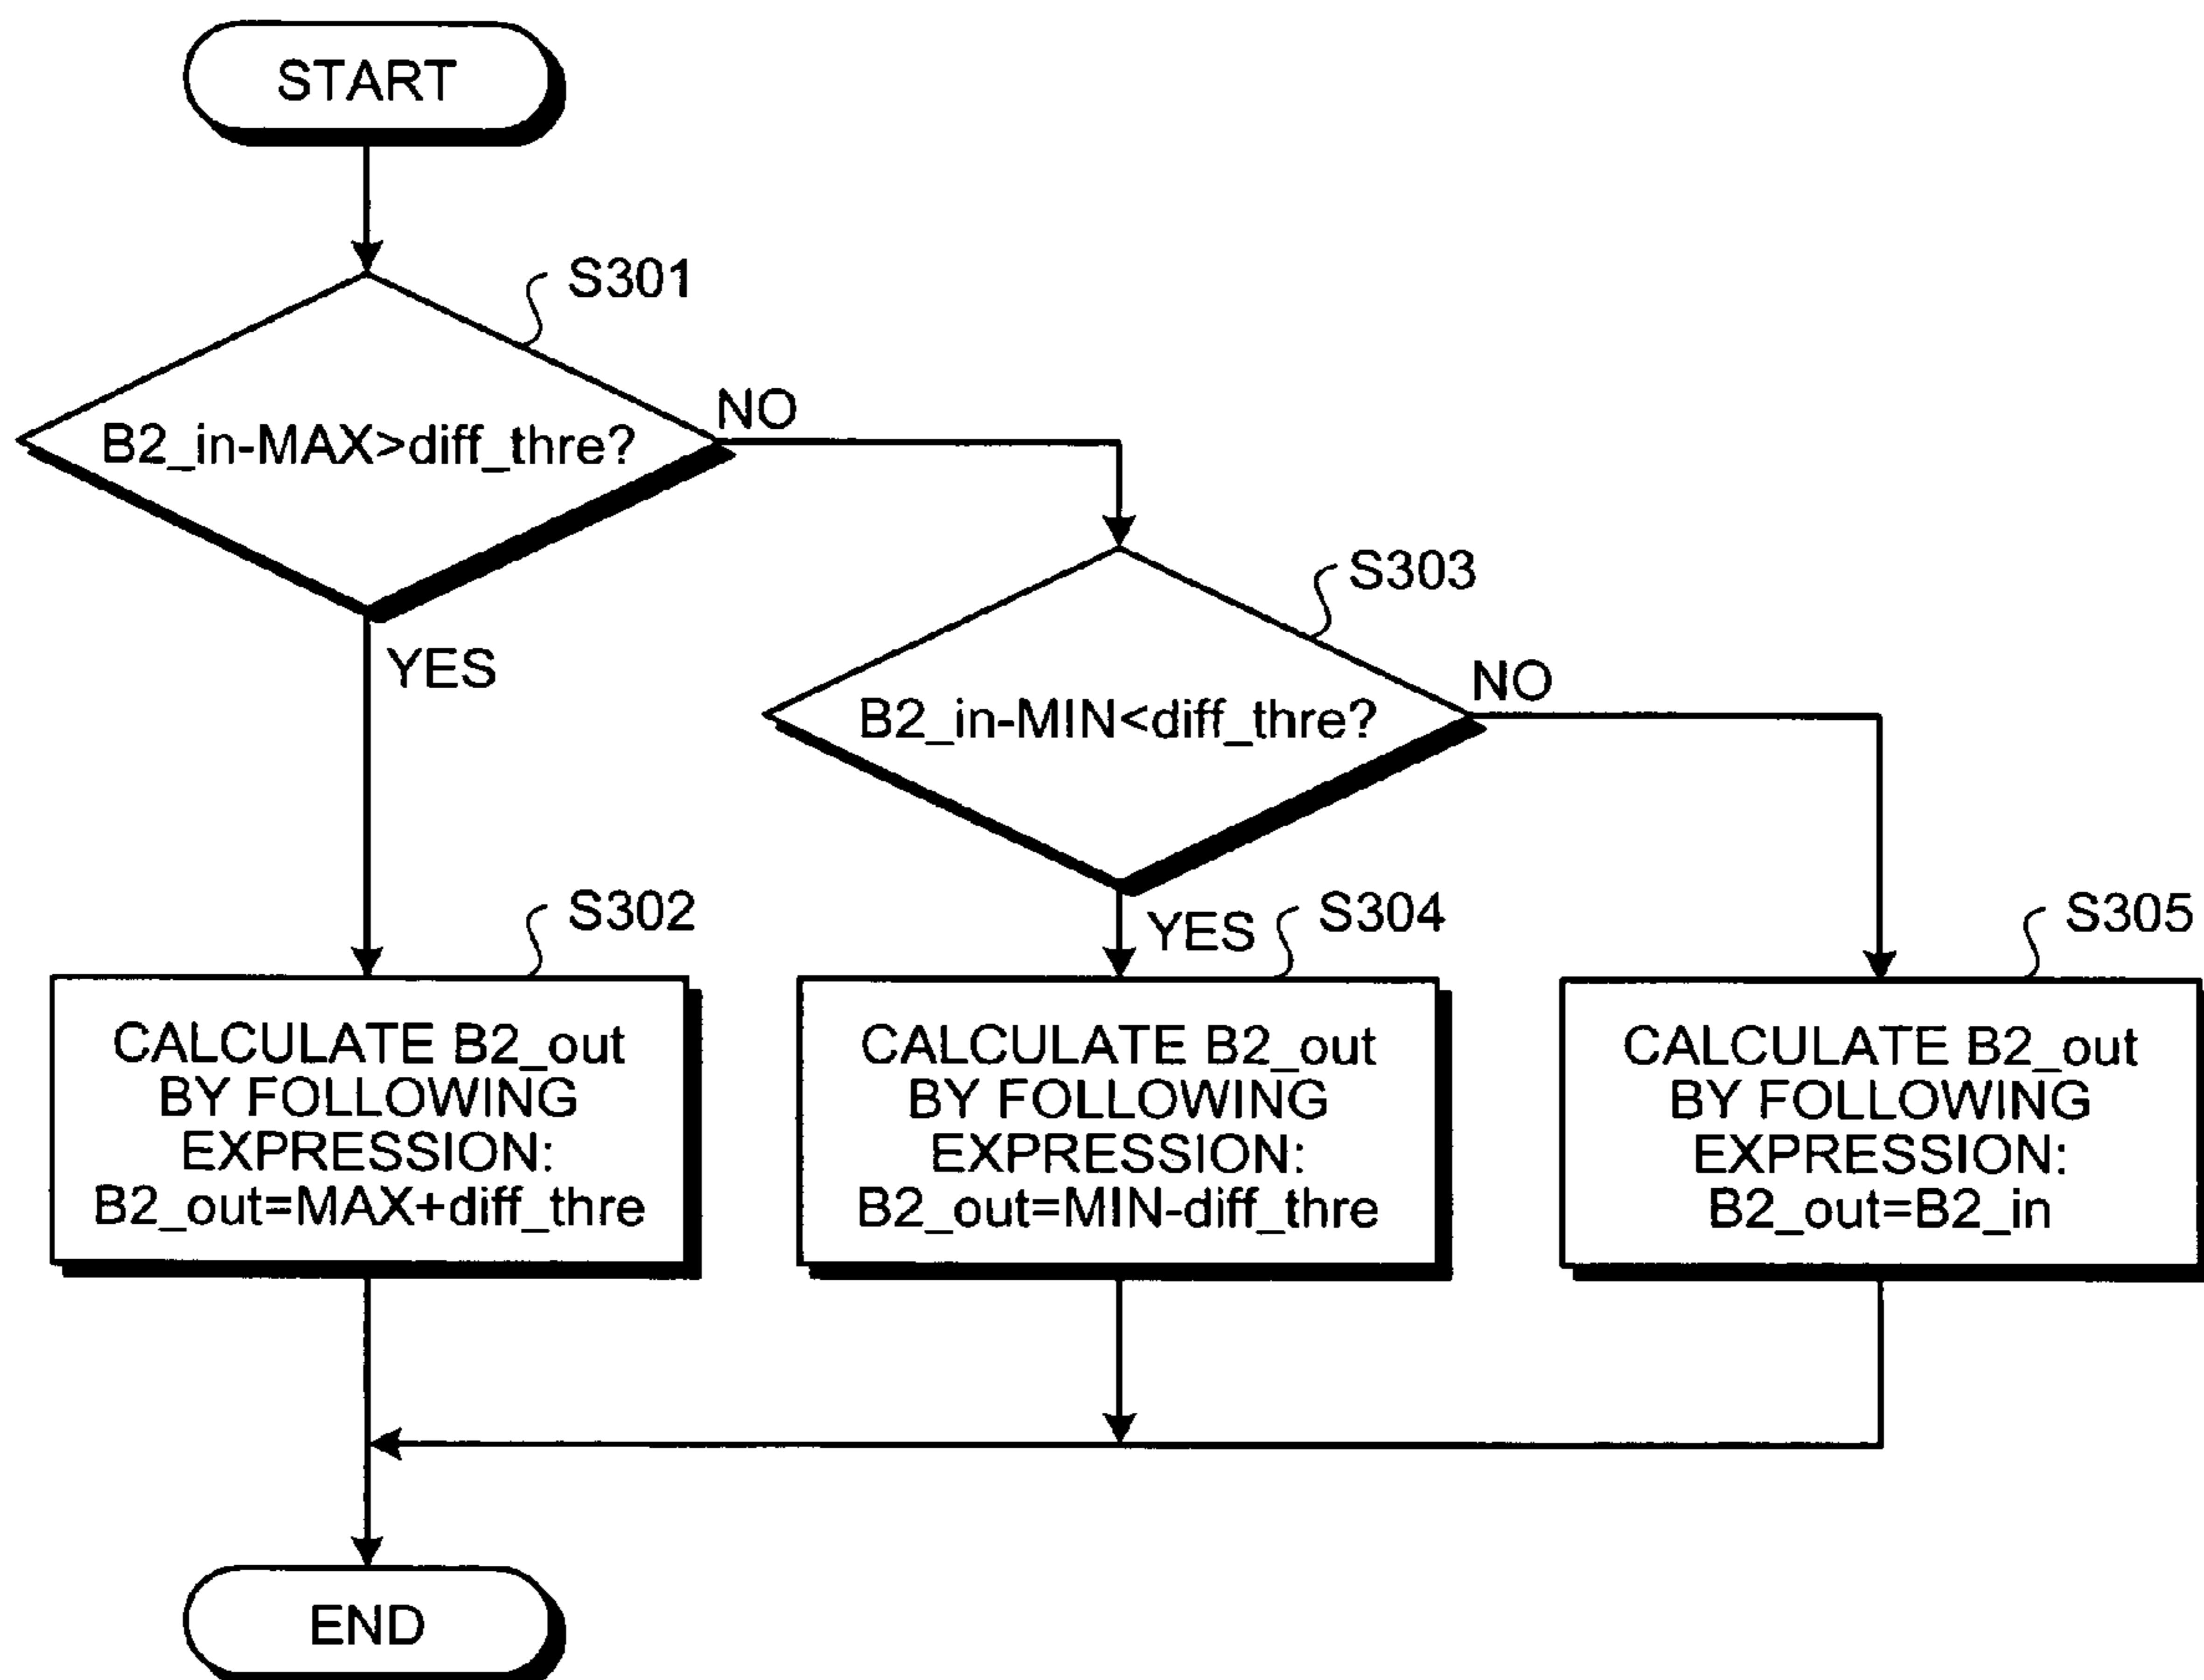 START
S301
B2_in-MAX>diff_thre?
NO
YES
S303
B2_in-MIN<diff_thre?
NO
YES
S302
CALCULATE B2_out
BY FOLLOWING
EXPRESSION:
B2_out=MAX+diff_thre
S304
CALCULATE B2_out
BY FOLLOWING
EXPRESSION:
B2_out=MIN-diff_thre
S305
CALCULATE B2_out
BY FOLLOWING
EXPRESSION:
B2_out=B2_in
END